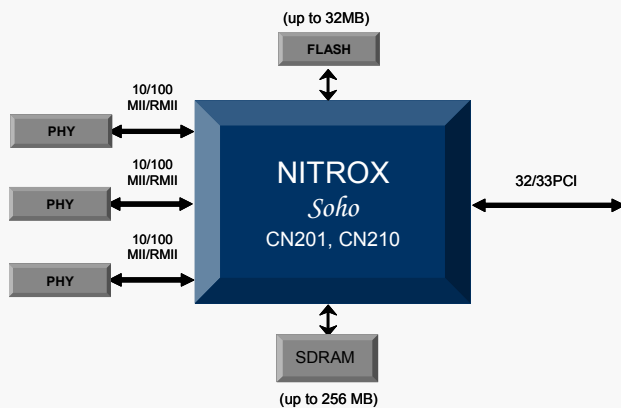 (up to 32MB)
FLASH
10/100
MII/RMII
PHY
10/100
MII/RMII
PHY
10/100
MII/RMII
PHY
NITROX
Soho
CN201, CN210
32/33PCI
SDRAM
(up to 256 MB)